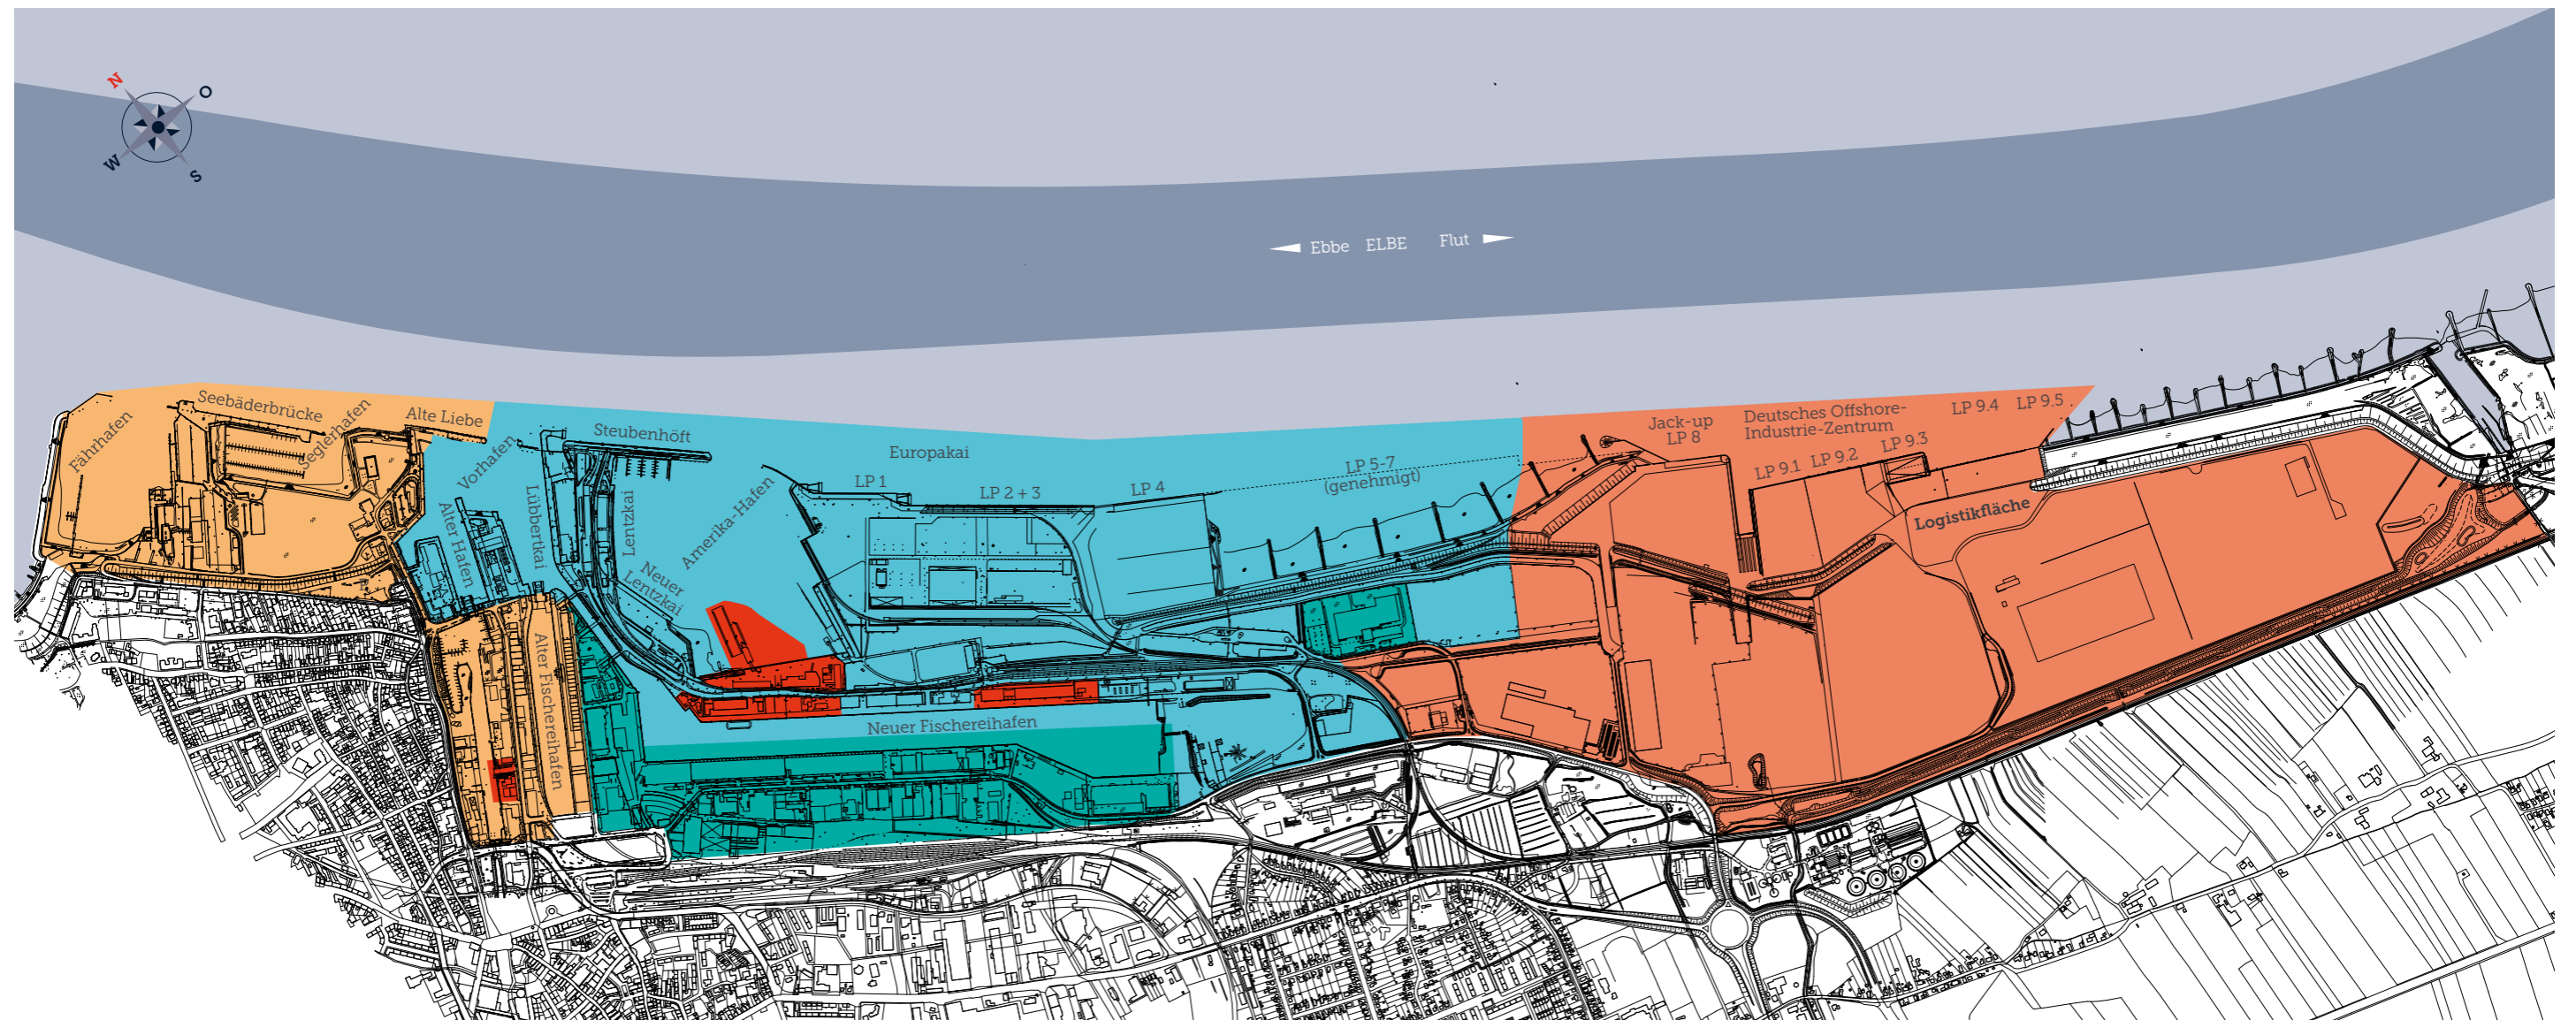 N
O
W
S
Ebbe ELBE Flut
Fährhafen
Seebäderbrücke
Seglerhafen
Alte Liebe
Vorhafen
Alter Hafen
Lübbertkai
Steubenhöft
Lentzkai
Neuer
Lentzkai
Amerika-Hafen
Europakai
LP 1
LP 2 + 3
LP 4
LP 5-7
(genehmigt)
Jack-up
LP 8
Deutsches Offshore-
Industrie-Zentrum
LP 9.1
LP 9.2
LP 9.3
LP 9.4
LP 9.5
Logistikfläche
Alter Fischereihafen
Neuer Fischereihafen